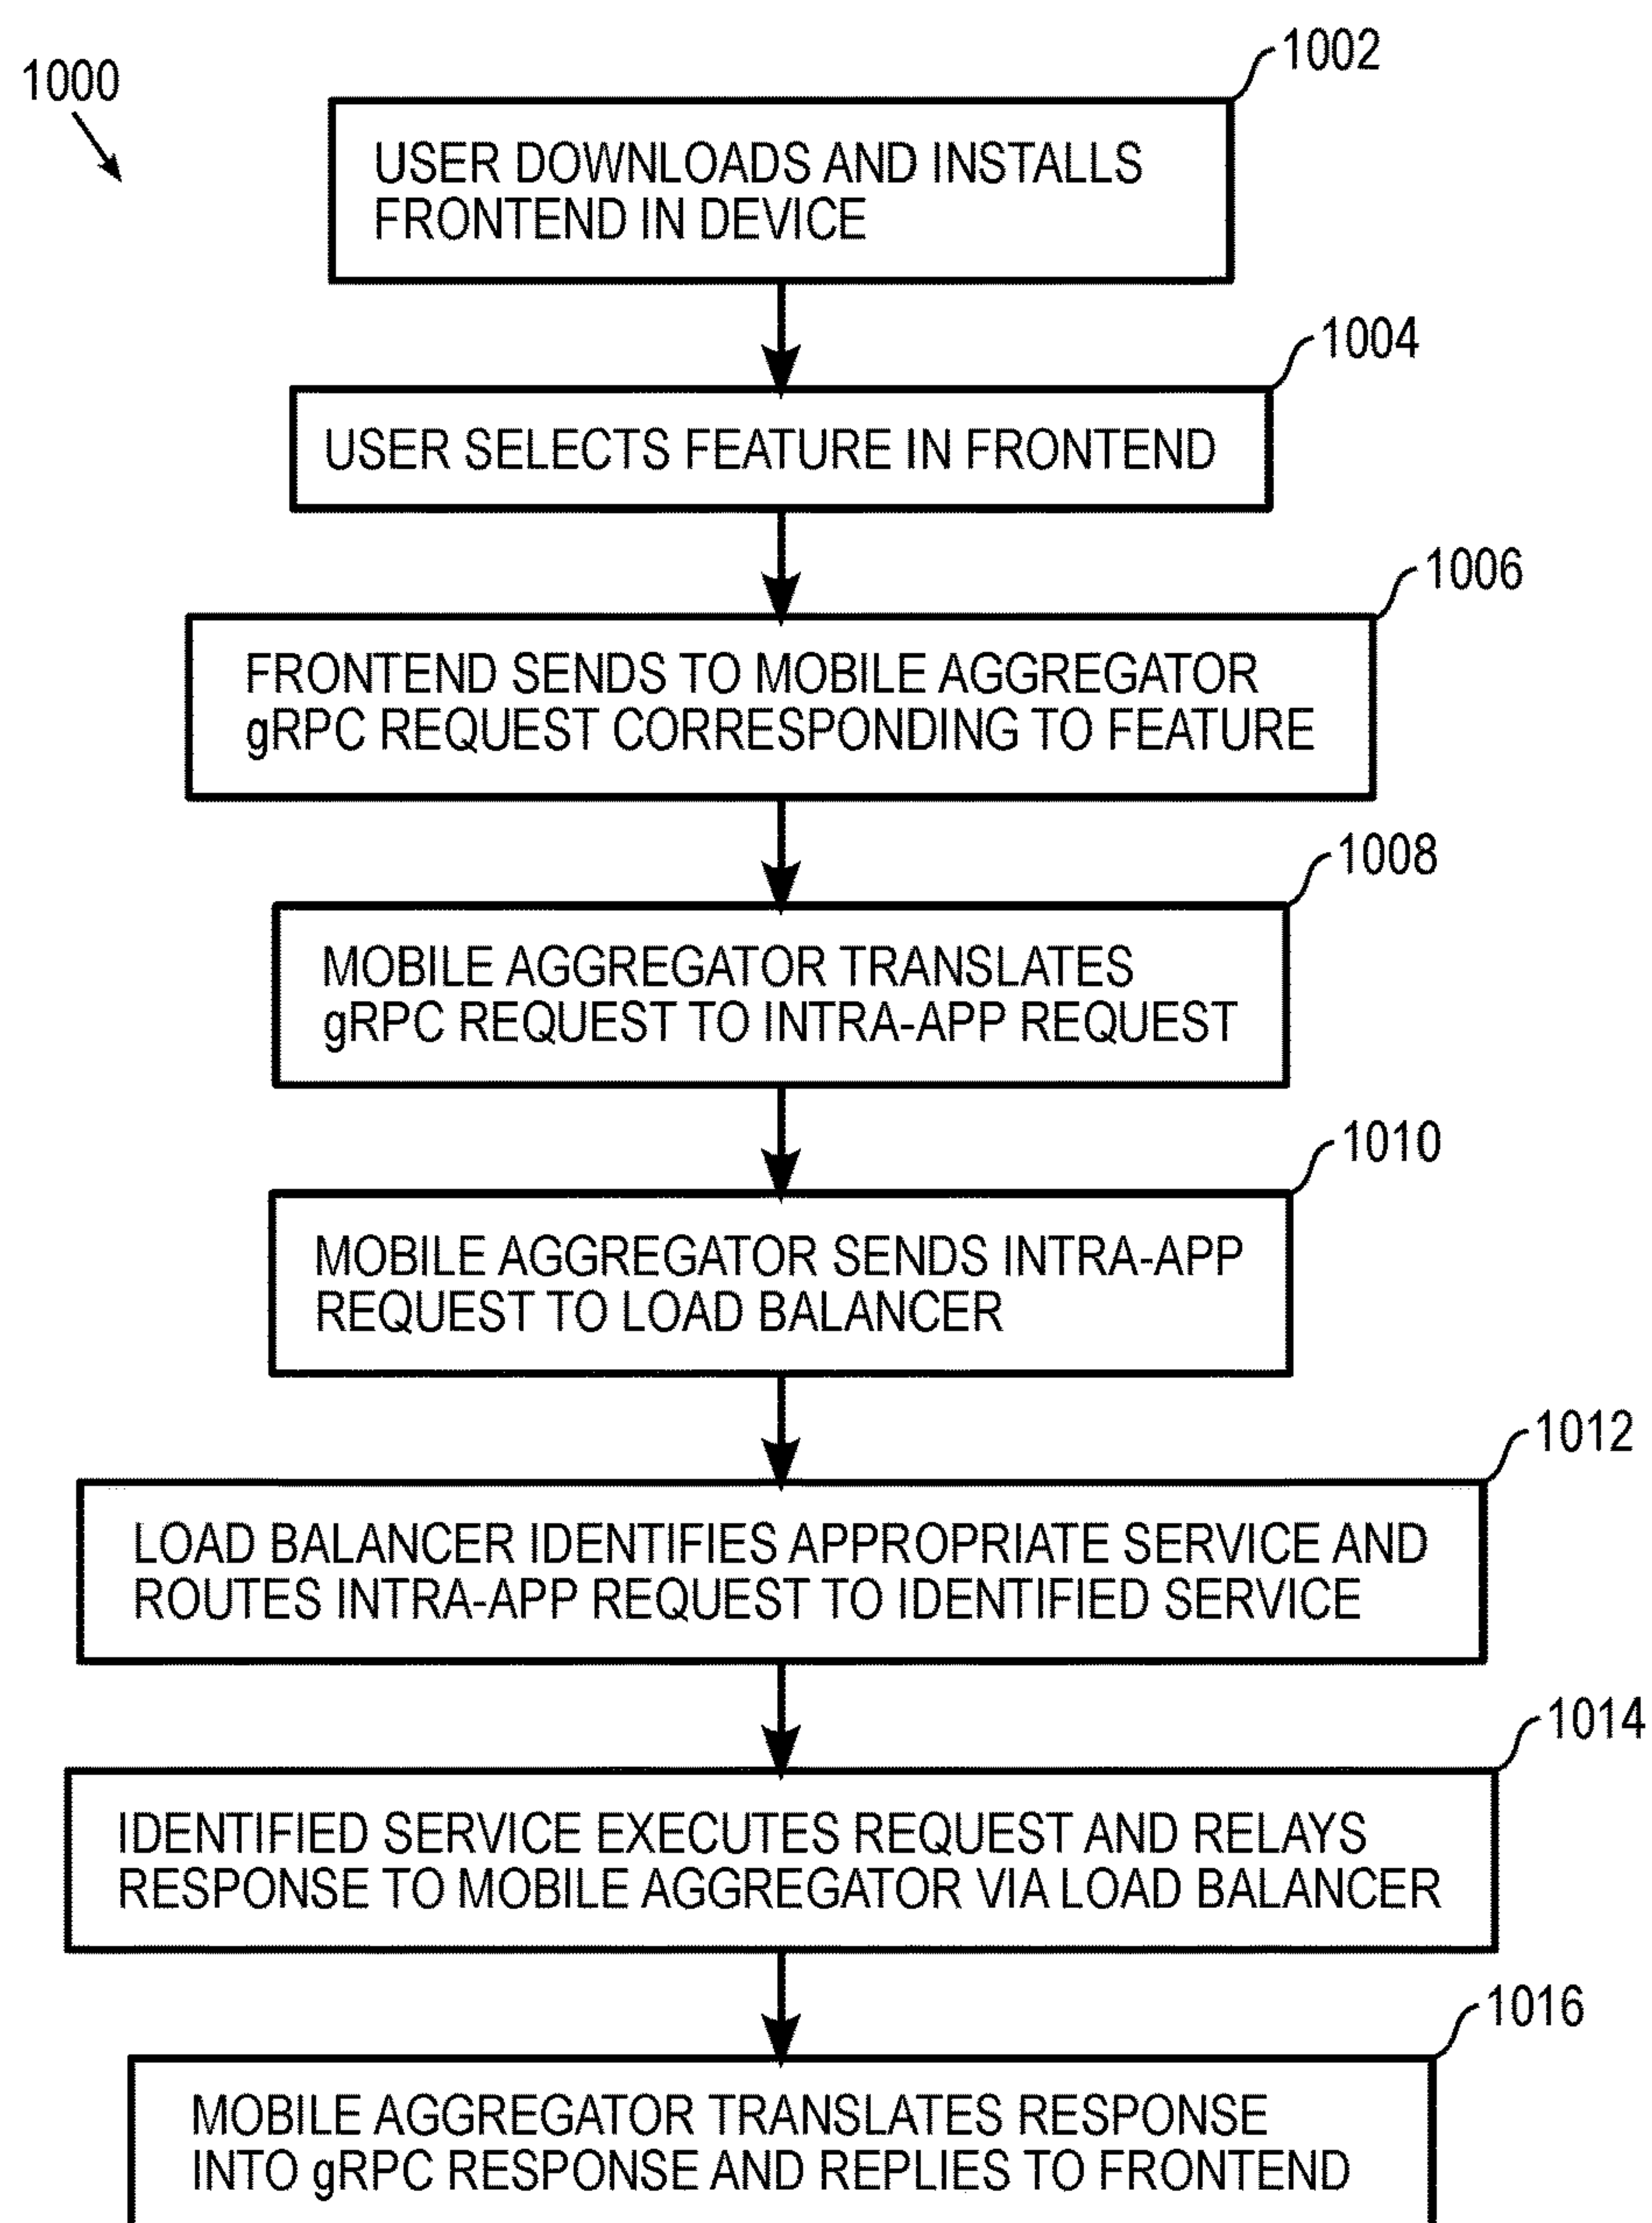 1000
1002
USER DOWNLOADS AND INSTALLS
FRONTEND IN DEVICE
1004
USER SELECTS FEATURE IN FRONTEND
1006
FRONTEND SENDS TO MOBILE AGGREGATOR
gRPC REQUEST CORRESPONDING TO FEATURE
1008
MOBILE AGGREGATOR TRANSLATES
gRPC REQUEST TO INTRA-APP REQUEST
1010
MOBILE AGGREGATOR SENDS INTRA-APP
REQUEST TO LOAD BALANCER
1012
LOAD BALANCER IDENTIFIES APPROPRIATE SERVICE AND
ROUTES INTRA-APP REQUEST TO IDENTIFIED SERVICE
1014
IDENTIFIED SERVICE EXECUTES REQUEST AND RELAYS
RESPONSE TO MOBILE AGGREGATOR VIA LOAD BALANCER
1016
MOBILE AGGREGATOR TRANSLATES RESPONSE
INTO gRPC RESPONSE AND REPLIES TO FRONTEND